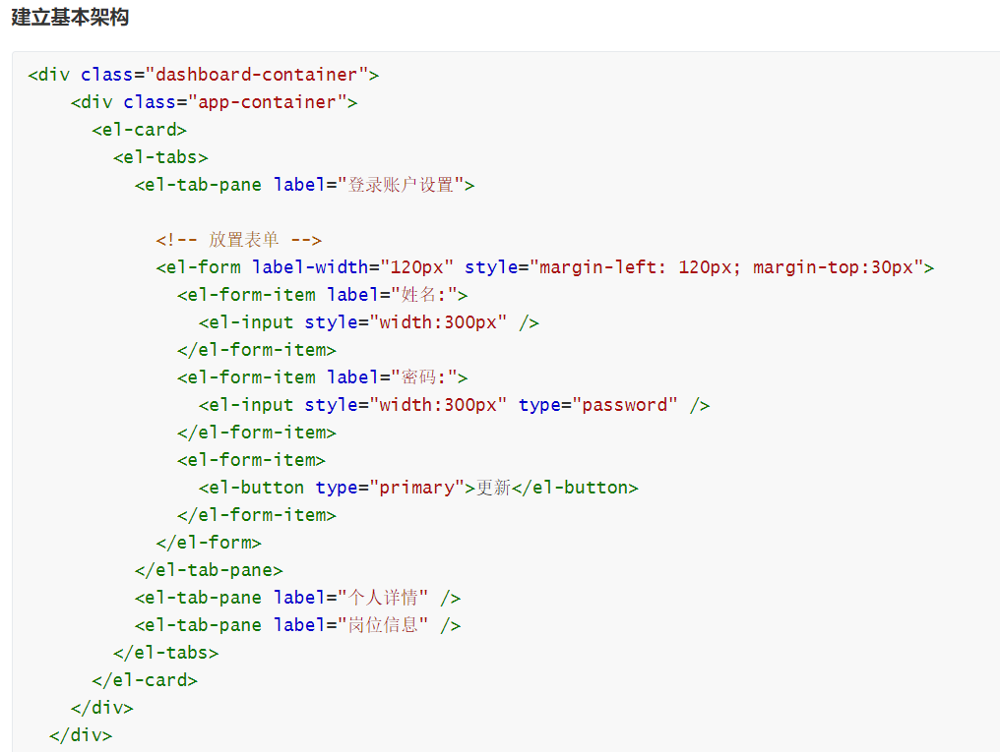 建立基本架构
<div class="dashboard-container">
    <div class="app-container">
      <el-card>
        <el-tabs>
          <el-tab-pane label="登录账户设置">

            <!-- 放置表单 -->
            <el-form label-width="120px" style="margin-left: 120px; margin-top:30px">
              <el-form-item label="姓名:">
                <el-input style="width:300px" />
              </el-form-item>
              <el-form-item label="密码:">
                <el-input style="width:300px" type="password" />
              </el-form-item>
              <el-form-item>
                <el-button type="primary">更新</el-button>
              </el-form-item>
            </el-form>
          </el-tab-pane>
          <el-tab-pane label="个人详情" />
          <el-tab-pane label="岗位信息" />
        </el-tabs>
      </el-card>
    </div>
  </div>